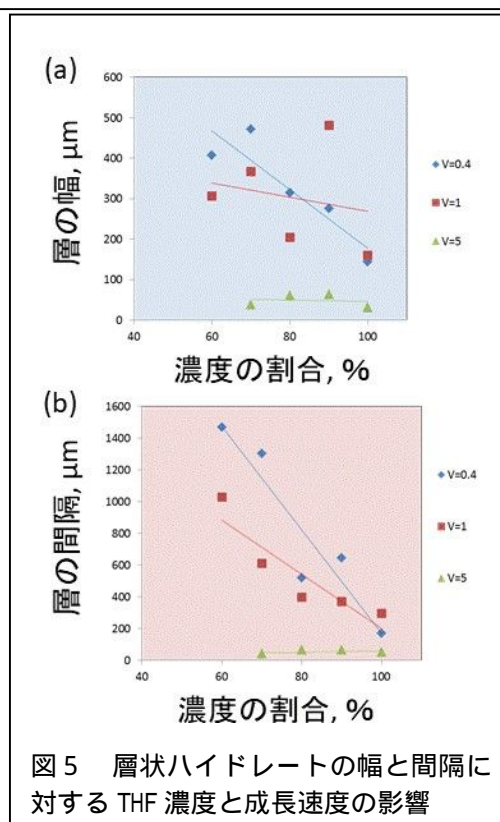 (a)
層の幅, μm
600
500
400
300
200
100
0
40
60
80
100
濃度の割合, %
V=0.4
V=1
V=5
(b)
層の間隔, μm
1600
1400
1200
1000
800
600
400
200
0
40
60
80
100
濃度の割合, %
V=0.4
V=1
V=5
図5 層状ハイドレートの幅と間隔に
対する THF 濃度と成長速度の影響